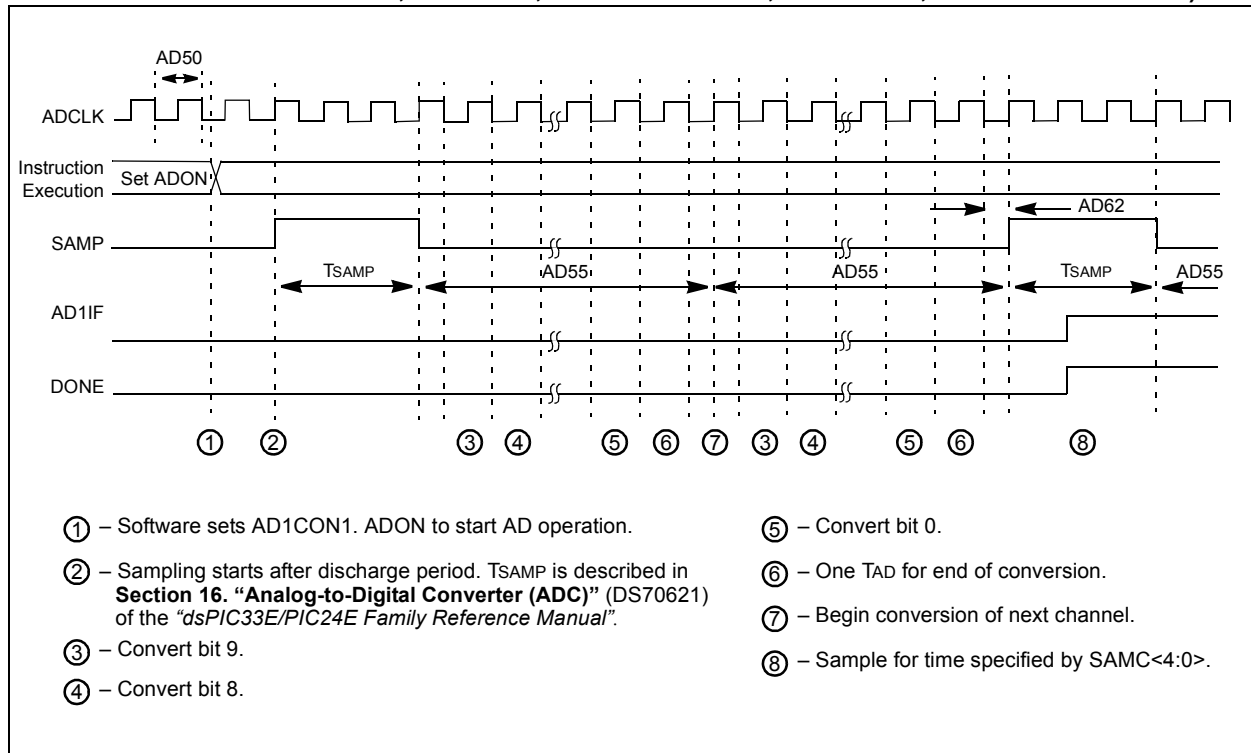 AD50
ADCLK
Instruction
Execution
Set ADON
AD62
SAMP
TSAMP
AD55
AD55
TSAMP
AD55
AD1IF
DONE
1 2 3 4 5 6 7 3 4 5 6 8
1 – Software sets AD1CON1. ADON to start AD operation.
2 – Sampling starts after discharge period. TSAMP is described in
Section 16. “Analog-to-Digital Converter (ADC)” (DS70621)
of the “dsPIC33E/PIC24E Family Reference Manual”.
3 – Convert bit 9.
4 – Convert bit 8.
5 – Convert bit 0.
6 – One TAD for end of conversion.
7 – Begin conversion of next channel.
8 – Sample for time specified by SAMC<4:0>.